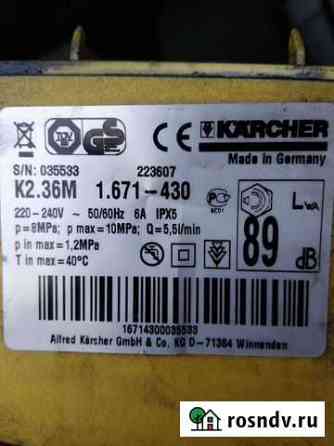 KÄRCHER
Made in Germany
S/N: 035533 223607
K2.36M 1.671-430
220-240V ~ 50/60Hz 6A IPX5
p=8MPa; p max=10MPa; Q=5,5l/min
p in max=1,2MPa
T in max=40°C
LWA
89 dB
16714300035533
Alfred Kärcher GmbH & Co. KG D-71364 Winnenden
rosndv.ru